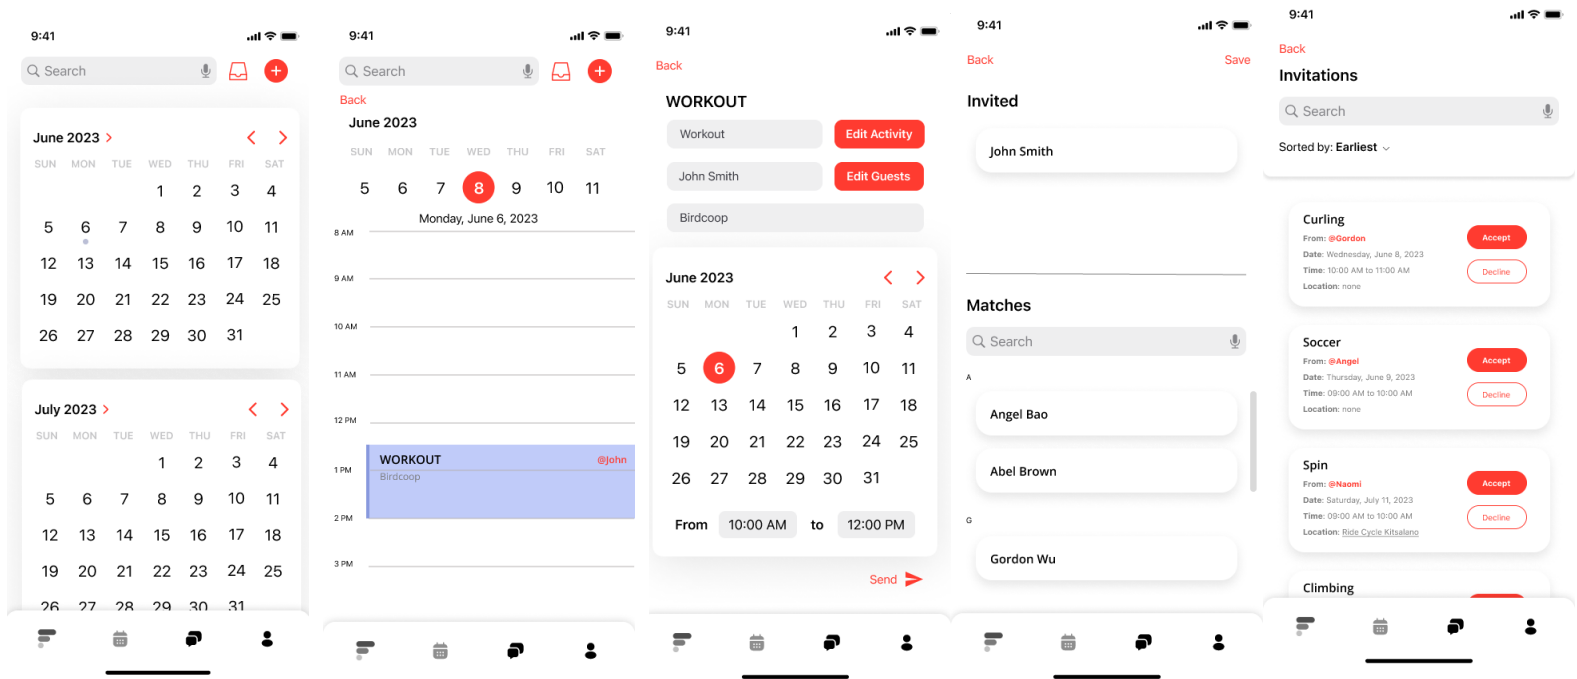 9:41
Search
June 2023
SUN MON TUE WED THU FRI SAT
1 2 3 4
5 6 7 8 9 10 11
12 13 14 15 16 17 18
19 20 21 22 23 24 25
26 27 28 29 30 31
July 2023
SUN MON TUE WED THU FRI SAT
1 2 3 4
5 6 7 8 9 10 11
12 13 14 15 16 17 18
19 20 21 22 23 24 25
26 27 28 29 30 31
9:41
Search
Back
June 2023
SUN MON TUE WED THU FRI SAT
5 6 7 8 9 10 11
Monday, June 6, 2023
8 AM
9 AM
10 AM
11 AM
12 PM
WORKOUT @John
1 PM
Birdcoop
2 PM
3 PM
9:41
Back
WORKOUT
Workout Edit Activity
John Smith Edit Guests
Birdcoop
June 2023
SUN MON TUE WED THU FRI SAT
1 2 3 4
5 6 7 8 9 10 11
12 13 14 15 16 17 18
19 20 21 22 23 24 25
26 27 28 29 30 31
From 10:00 AM to 12:00 PM
Send
9:41
Back Save
Invited
John Smith
Matches
Search
A
Angel Bao
Abel Brown
G
Gordon Wu
9:41
Back
Invitations
Search
Sorted by: Earliest
Curling
From: @Gordon
Accept
Date: Wednesday, June 8, 2023
Time: 10:00 AM to 11:00 AM
Decline
Location: none
Soccer
From: @Angel
Accept
Date: Thursday, June 9, 2023
Time: 09:00 AM to 10:00 AM
Decline
Location: none
Spin
From: @Naomi
Accept
Date: Saturday, July 11, 2023
Time: 09:00 AM to 10:00 AM
Decline
Location: Ride Cycle Kitsalano
Climbing